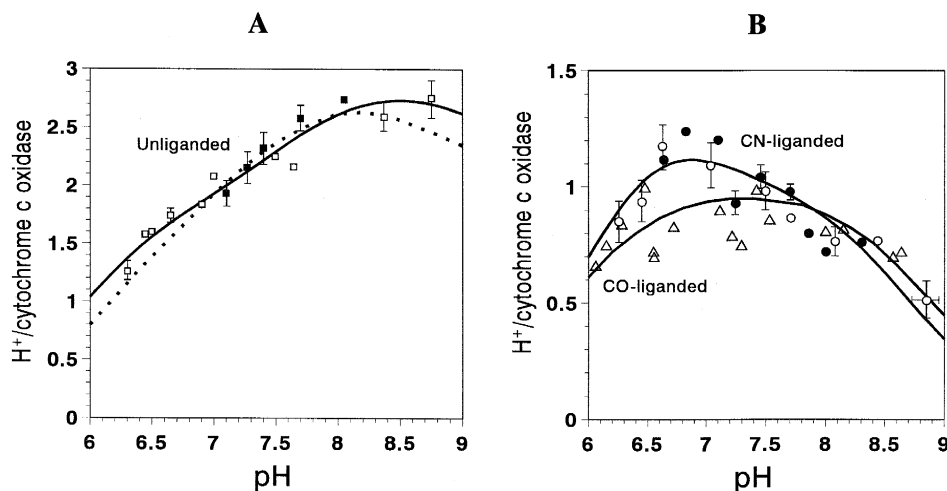 A
B
H+/cytochrome c oxidase
3
2.5
2
1.5
1
0.5
0
Unliganded
6
6.5
7
7.5
8
8.5
9
pH
H+/cytochrome c oxidase
1.5
1
0.5
0
CN-liganded
CO-liganded
6
6.5
7
7.5
8
8.5
9
pH